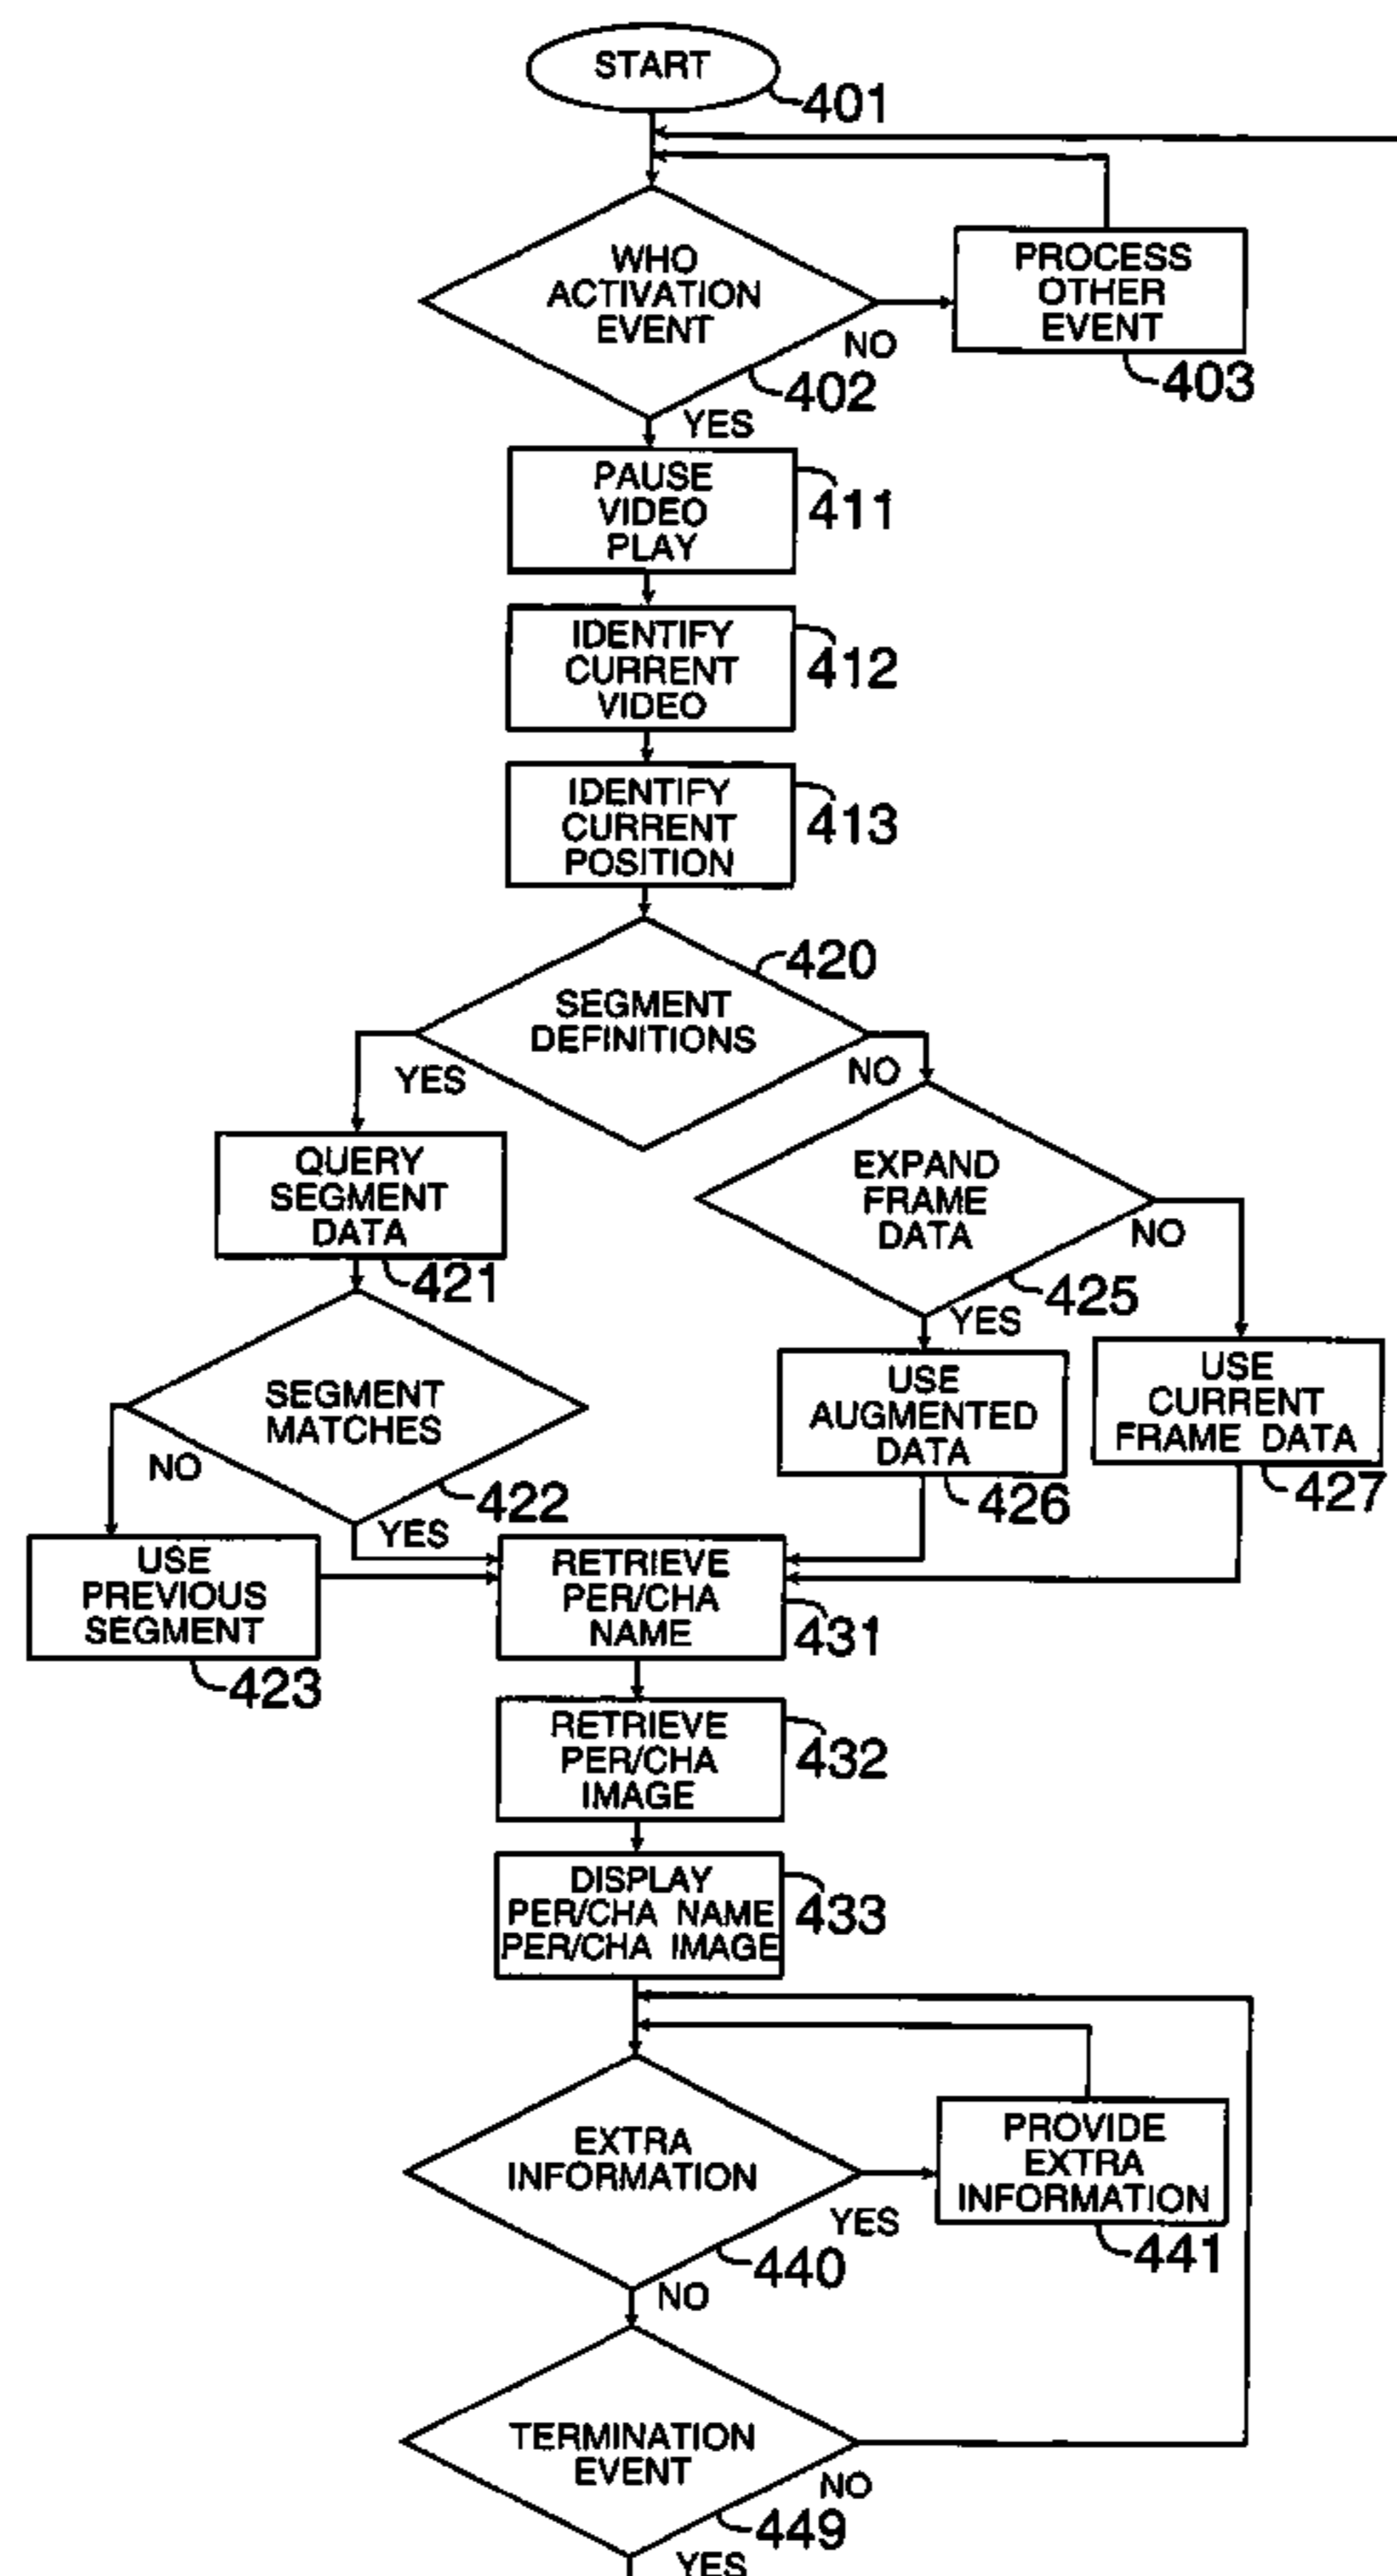 START
401
WHO
ACTIVATION
EVENT
NO
402
PROCESS
OTHER
EVENT
403
YES
PAUSE
VIDEO
PLAY
411
IDENTIFY
CURRENT
VIDEO
412
IDENTIFY
CURRENT
POSITION
413
SEGMENT
DEFINITIONS
420
YES
NO
QUERY
SEGMENT
DATA
421
EXPAND
FRAME
DATA
NO
425
YES
SEGMENT
MATCHES
NO
422
YES
USE
AUGMENTED
DATA
426
USE
CURRENT
FRAME DATA
427
USE
PREVIOUS
SEGMENT
423
RETRIEVE
PER/CHA
NAME
431
RETRIEVE
PER/CHA
IMAGE
432
DISPLAY
PER/CHA NAME
PER/CHA IMAGE
433
EXTRA
INFORMATION
YES
440
PROVIDE
EXTRA
INFORMATION
441
NO
TERMINATION
EVENT
NO
449
YES